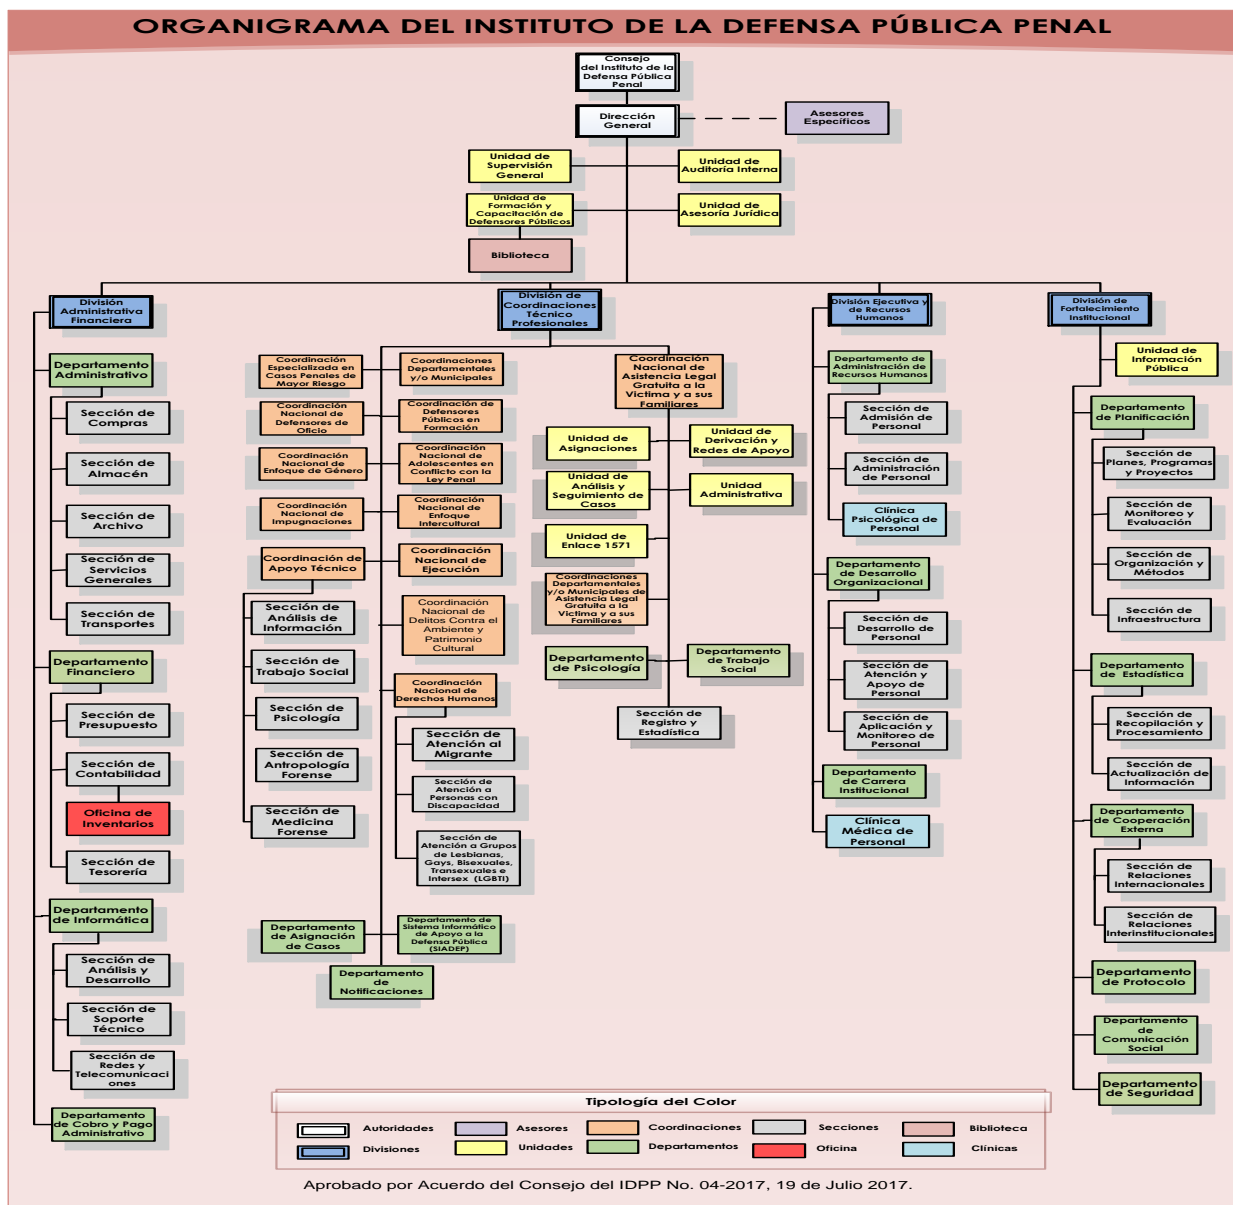 ORGANIGRAMA DEL INSTITUTO DE LA DEFENSA PÚBLICA PENAL
Consejo
del Instituto de la
Defensa Pública
Penal
Dirección
General
Asesores
Específicos
Unidad de
Supervisión
General
Unidad de
Auditoría Interna
Unidad de
Formación y
Capacitación de
Defensores Públicos
Unidad de
Asesoría Jurídica
Biblioteca
División
Administrativa
Financiera
Departamento
Administrativo
Sección de
Compras
Sección de
Almacén
Sección de
Archivo
Sección de
Servicios
Generales
Sección de
Transportes
Departamento
Financiero
Sección de
Presupuesto
Sección de
Contabilidad
Oficina de
Inventarios
Sección de
Tesorería
Departamento
de Informática
Sección de
Análisis y
Desarrollo
Sección de
Soporte
Técnico
Sección de
Redes y
Telecomunicaci
ones
Departamento
de Cobro y Pago
Administrativo
División de
Coordinaciones
Técnico
Profesionales
Coordinación
Especializada en
Casos Penales de
Mayor Riesgo
Coordinaciones
Departamentales
y/o Municipales
Coordinación
Nacional de
Defensores de
Oficio
Coordinación de
Defensores
Públicos en
Formación
Coordinación
Nacional de
Enfoque de Género
Coordinación
Nacional de
Adolescentes en
Conflicto con la
Ley Penal
Coordinación
Nacional de
Impugnaciones
Coordinación
Nacional de
Enfoque
Intercultural
Coordinación de
Apoyo Técnico
Coordinación
Nacional de
Ejecución
Sección de
Análisis de
Información
Sección de
Trabajo Social
Sección de
Psicología
Sección de
Antropología
Forense
Sección de
Medicina
Forense
Coordinación
Nacional de
Delitos Contra el
Ambiente y
Patrimonio
Cultural
Coordinación
Nacional de
Derechos Humanos
Sección de
Atención al
Migrante
Sección de
Atención a
Personas con
Discapacidad
Sección de
Atención a Grupos
de Lesbianas,
Gays, Bisexuales,
Transexuales e
Intersex (LGBTI)
Departamento
de Asignación
de Casos
Departamento de
Sistema Informático
de Apoyo a la
Defensa Pública
(SIADEP)
Departamento
de
Notificaciones
Coordinación
Nacional de
Asistencia Legal
Gratuita a la
Victima y a sus
Familiares
Unidad de
Asignaciones
Unidad de
Derivación y
Redes de Apoyo
Unidad de
Análisis y
Seguimiento de
Casos
Unidad
Administrativa
Unidad de
Enlace 1571
Coordinaciones
Departamentales
y/o Municipales de
Asistencia Legal
Gratuita a la
Victima y a sus
Familiares
Departamento
de Psicología
Departamento
de Trabajo
Social
Sección de
Registro y
Estadística
División Ejecutiva y
de Recursos
Humanos
Departamento de
Administración de
Recursos Humanos
Sección de
Admisión de
Personal
Sección de
Administración
de Personal
Clínica
Psicológica de
Personal
Departamento
de Desarrollo
Organizacional
Sección de
Desarrollo de
Personal
Sección de
Atención y
Apoyo de
Personal
Sección de
Aplicación y
Monitoreo de
Personal
Departamento
de Carrera
Institucional
Clínica
Médica de
Personal
División de
Fortalecimiento
Institucional
Unidad de
Información
Pública
Departamento
de Planificación
Sección de
Planes, Programas
y Proyectos
Sección de
Monitoreo y
Evaluación
Sección de
Organización y
Métodos
Sección de
Infraestructura
Departamento
de Estadística
Sección de
Recopilación y
Procesamiento
Sección de
Actualización de
Información
Departamento
de Cooperación
Externa
Sección de
Relaciones
Internacionales
Sección de
Relaciones
Interinstitucionales
Departamento
de Protocolo
Departamento
de
Comunicación
Social
Departamento
de Seguridad
Tipología del Color
Autoridades
Asesores
Coordinaciones
Secciones
Biblioteca
Divisiones
Unidades
Departamentos
Oficina
Clínicas
Aprobado por Acuerdo del Consejo del IDPP No. 04-2017, 19 de Julio 2017.